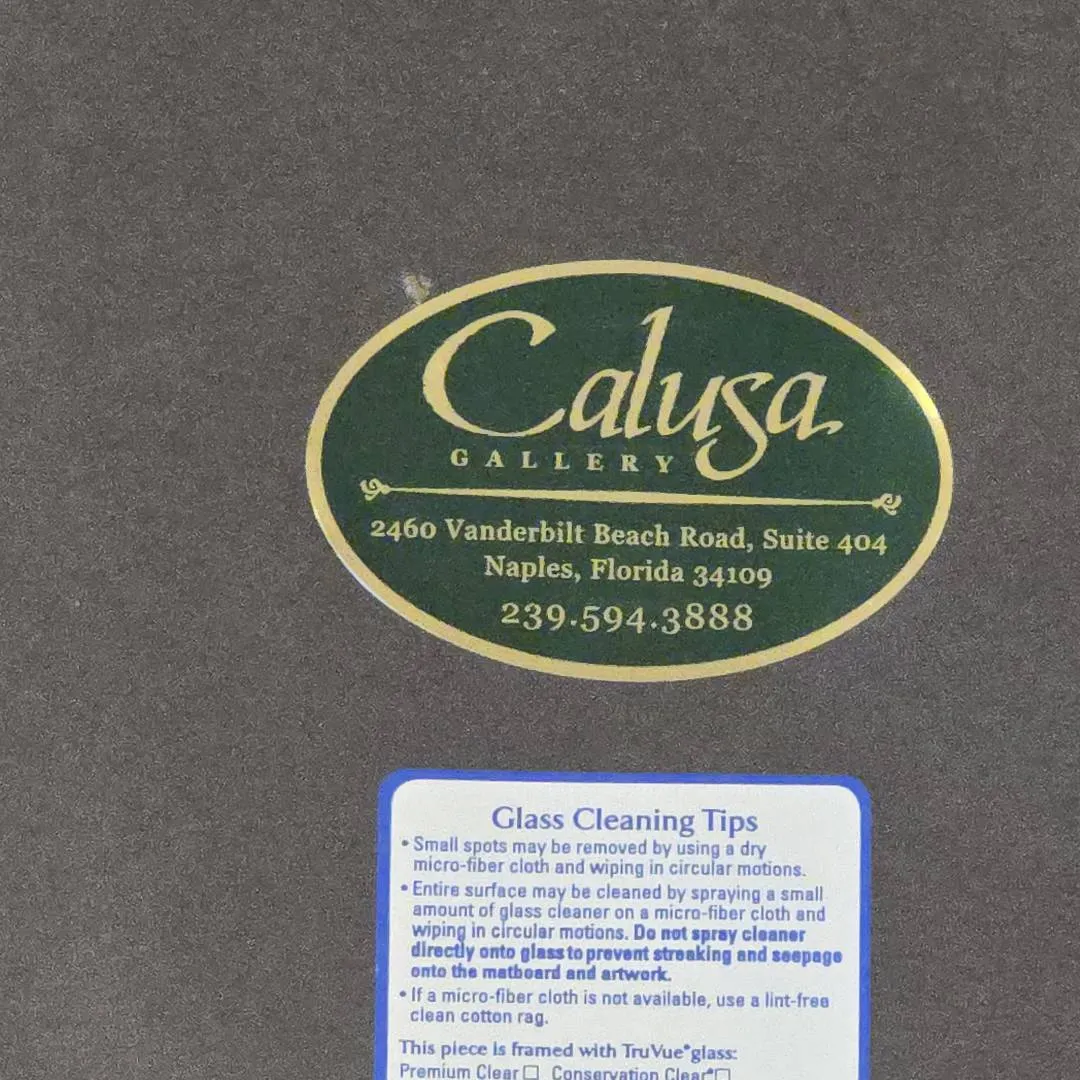 Calusa
GALLERY
2460 Vanderbilt Beach Road, Suite 404
Naples, Florida 34109
239.594.3888
Glass Cleaning Tips
• Small spots may be removed by using a dry
micro-fiber cloth and wiping in circular motions.
• Entire surface may be cleaned by spraying a small
amount of glass cleaner on a micro-fiber cloth and
wiping in circular motions. Do not spray cleaner
directly onto glass to prevent streaking and seepage
onto the matboard and artwork.
• If a micro-fiber cloth is not available, use a lint-free
clean cotton rag.
This piece is framed with TruVue® glass:
Premium Clear ☐ Conservation Clear® ☐